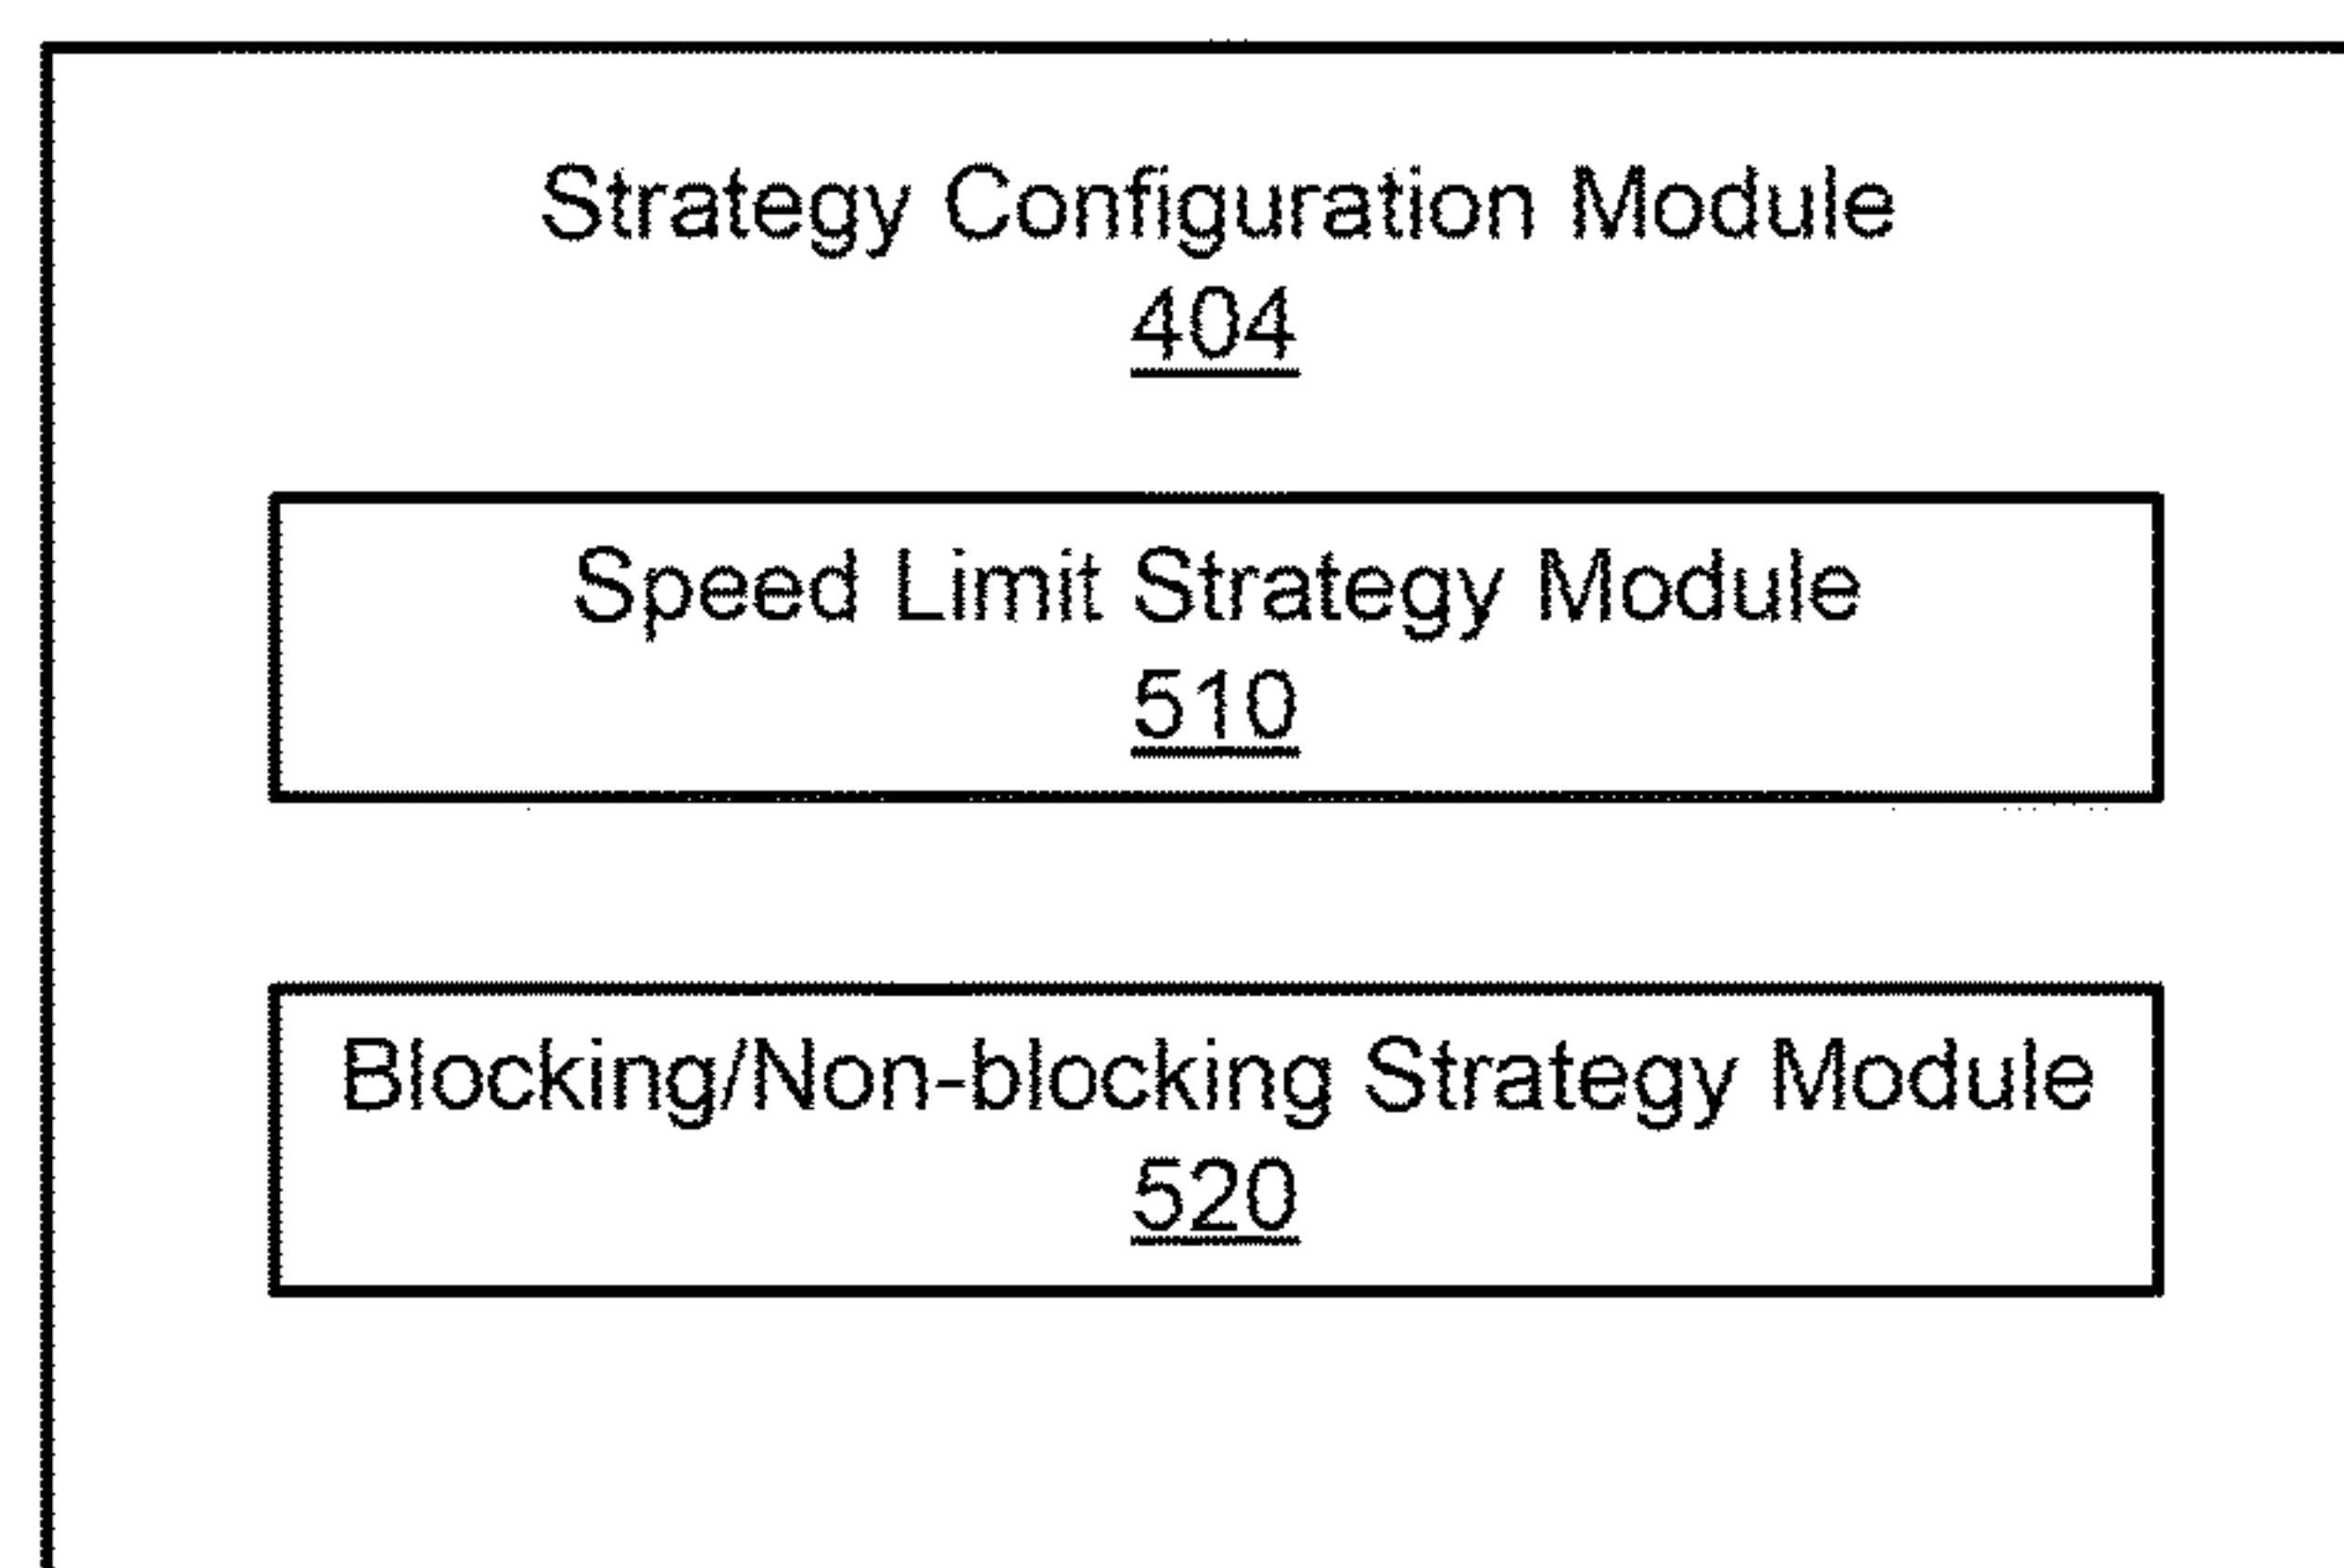 Strategy Configuration Module
404
Speed Limit Strategy Module
510
Blocking/Non-blocking Strategy Module
520